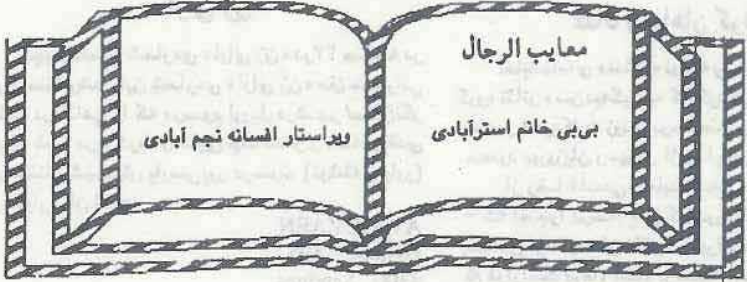 معایب الرجال
بی‌بی خانم استرآبادی
ویراستار افسانه نجم آبادی